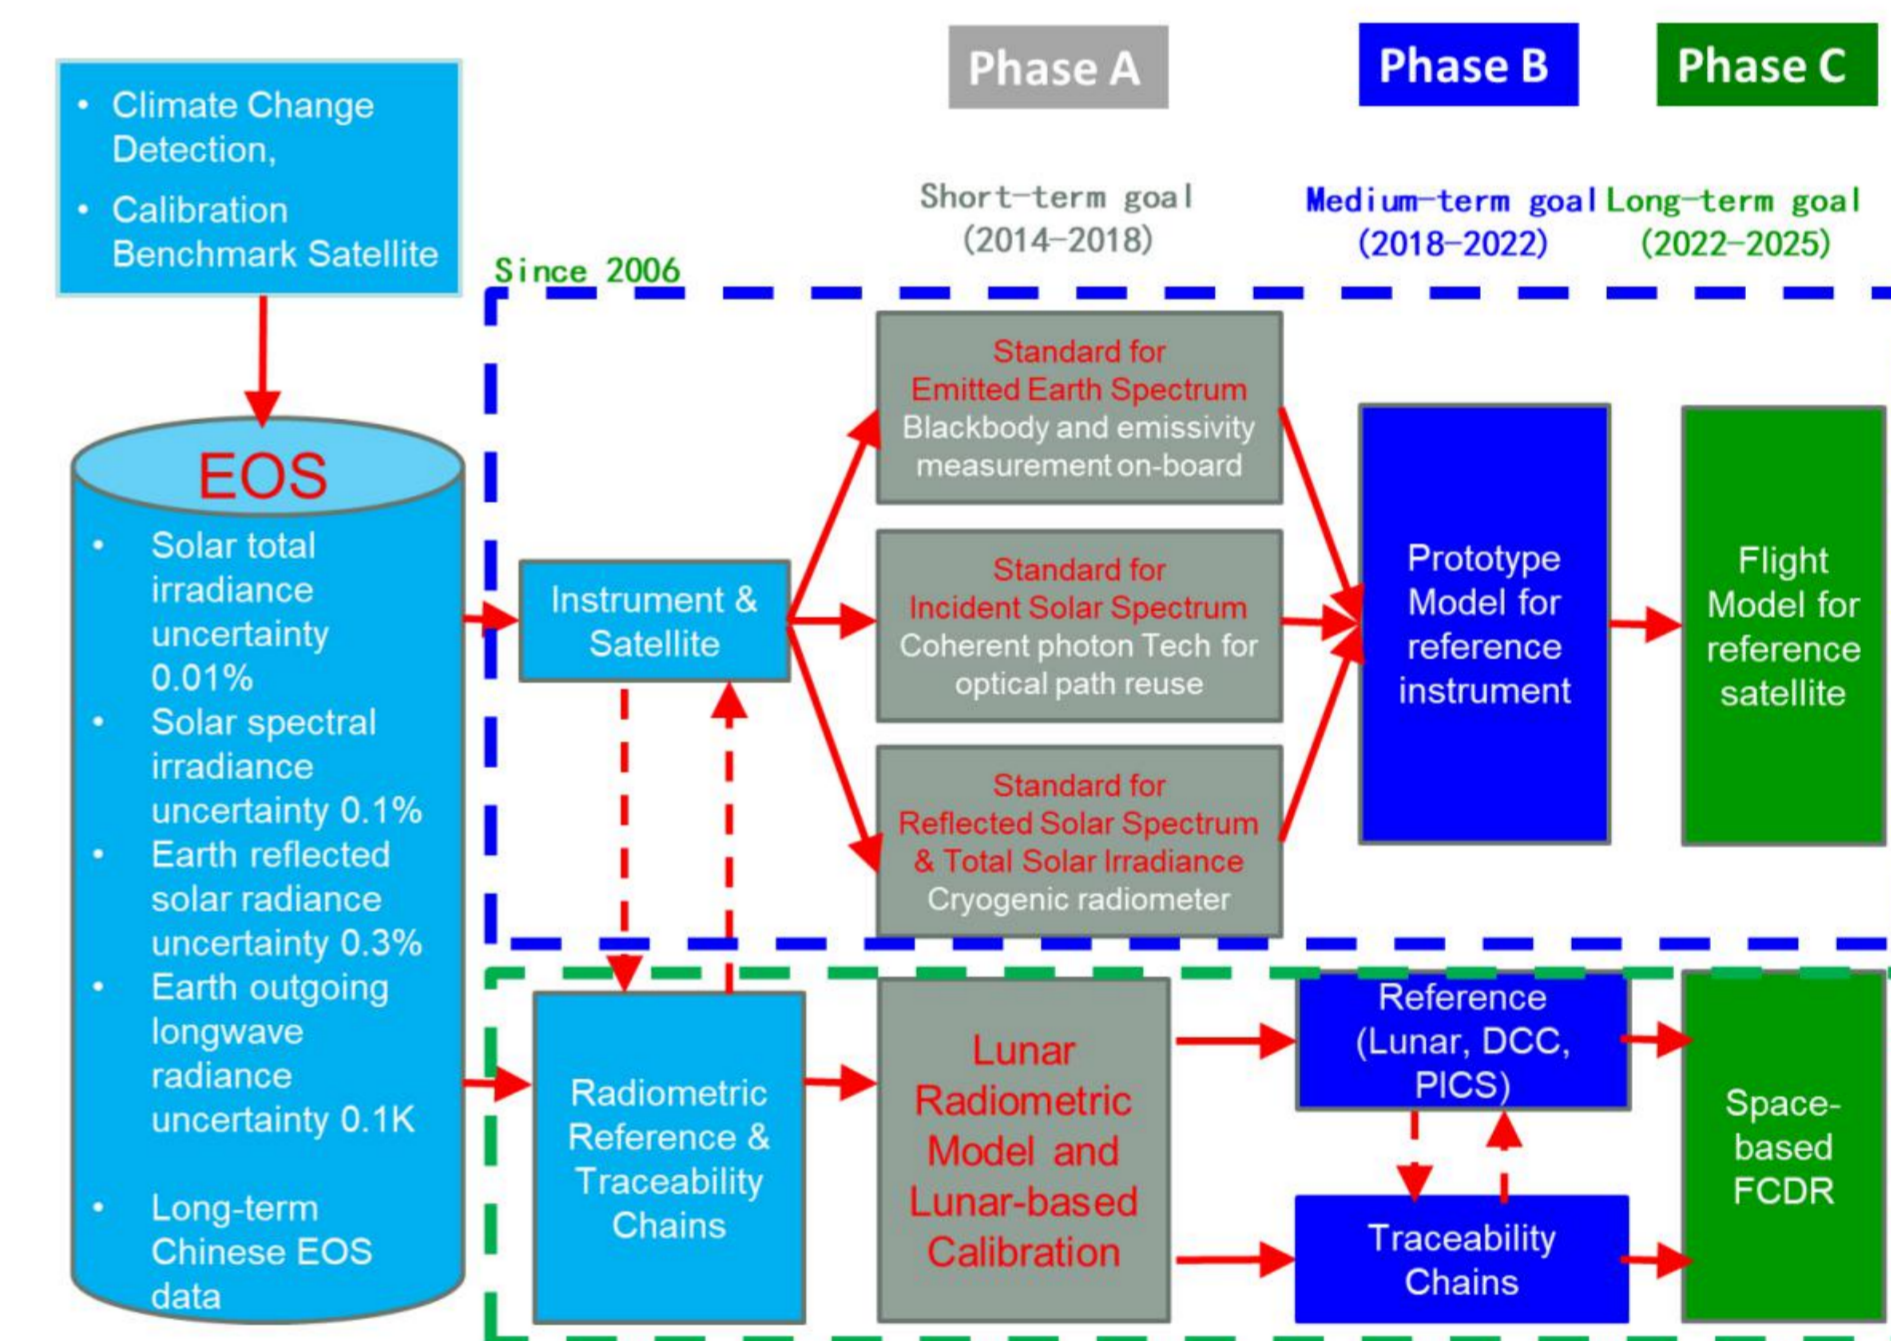 Phase A
Phase B
Phase C
Short-term goal
(2014-2018)
Medium-term goal
(2018-2022)
Long-term goal
(2022-2025)
• Climate Change
Detection,
• Calibration
Benchmark Satellite
Since 2006
EOS
• Solar total
irradiance
uncertainty
0.01%
• Solar spectral
irradiance
uncertainty 0.1%
• Earth reflected
solar radiance
uncertainty 0.3%
• Earth outgoing
longwave
radiance
uncertainty 0.1K
• Long-term
Chinese EOS
data
Instrument &
Satellite
Standard for
Emitted Earth Spectrum
Blackbody and emissivity
measurement on-board
Standard for
Incident Solar Spectrum
Coherent photon Tech for
optical path reuse
Standard for
Reflected Solar Spectrum
& Total Solar Irradiance
Cryogenic radiometer
Prototype
Model for
reference
instrument
Flight
Model for
reference
satellite
Radiometric
Reference &
Traceability
Chains
Lunar
Radiometric
Model and
Lunar-based
Calibration
Reference
(Lunar, DCC,
PICS)
Traceability
Chains
Space-
based
FCDR